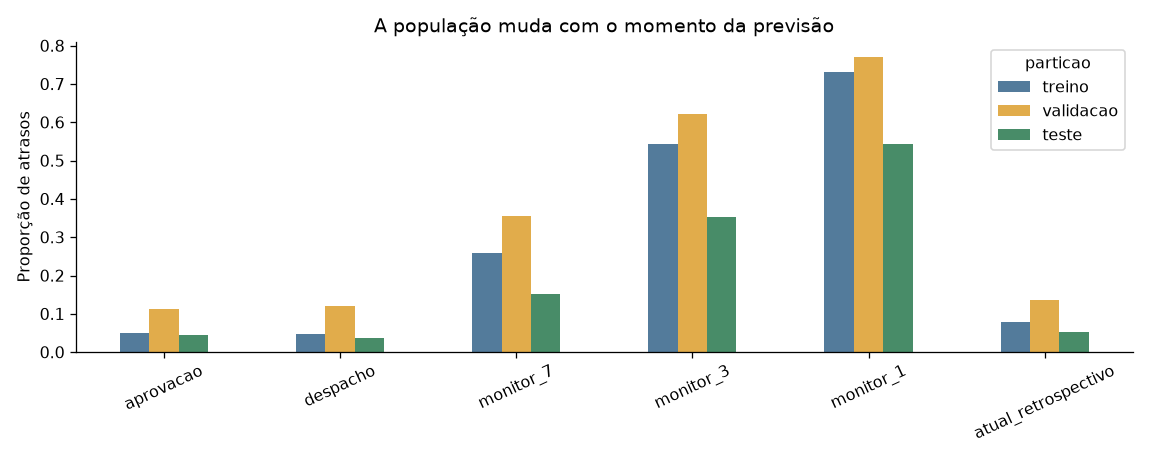 A população muda com o momento da previsão
Proporção de atrasos
0.8
0.7
0.6
0.5
0.4
0.3
0.2
0.1
0.0
particao
treino
validacao
teste
aprovacao
despacho
monitor_7
monitor_3
monitor_1
atual_retrospectivo